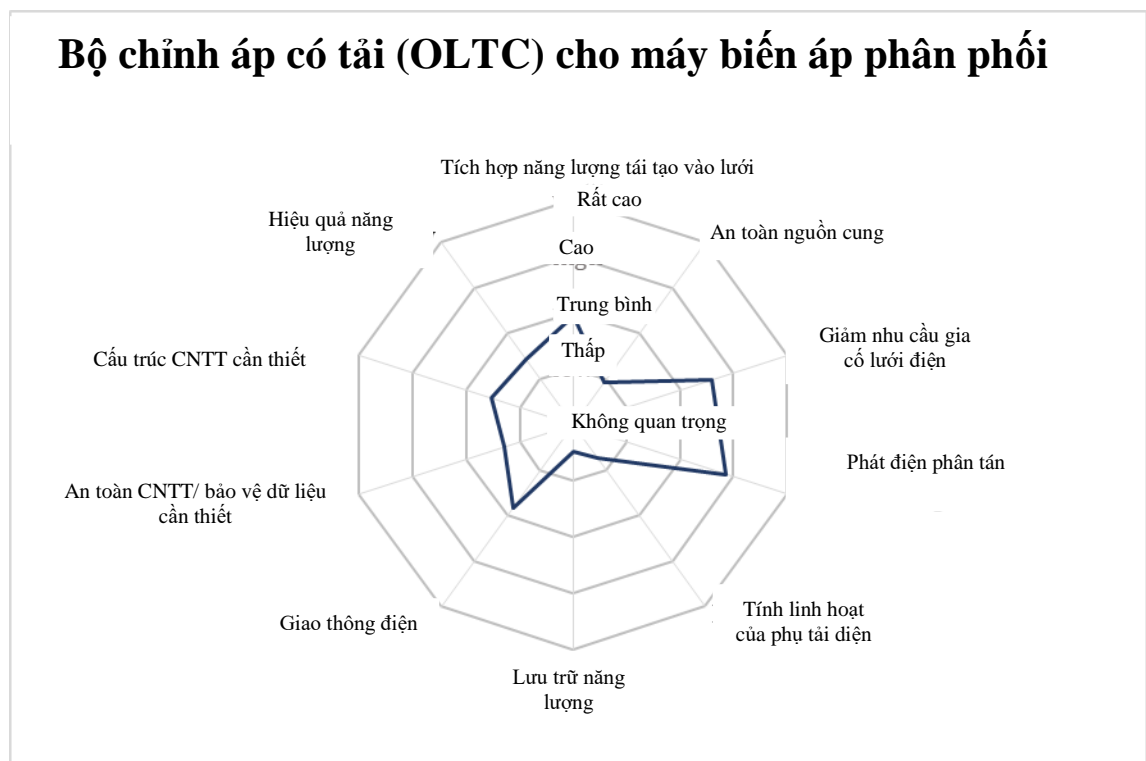 Bộ chỉnh áp có tải (OLTC) cho máy biến áp phân phối
Tích hợp năng lượng tái tạo vào lưới
Rất cao
Hiệu quả năng
lượng
An toàn nguồn cung
Cao
Trung bình
Giảm nhu cầu gia
cố lưới điện
Cấu trúc CNTT cần thiết
Thấp
Không quan trọng
Phát điện phân tán
An toàn CNTT/ bảo vệ dữ liệu
cần thiết
Tính linh hoạt
của phụ tải diện
Giao thông điện
Lưu trữ năng
lượng